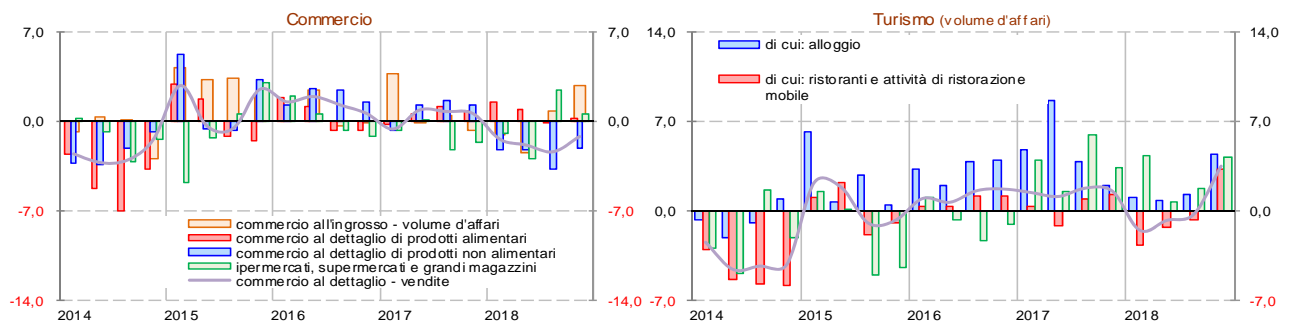 Commercio
7,0
7,0
0,0
0,0
-7,0
-7,0
commercio all'ingrosso - volume d'affari
commercio al dettaglio di prodotti alimentari
commercio al dettaglio di prodotti non alimentari
ipermercati, supermercati e grandi magazzini
commercio al dettaglio - vendite
-14,0
-14,0
2014 2015 2016 2017 2018
Turismo (volume d'affari)
14,0
14,0
di cui: alloggio
di cui: ristoranti e attività di ristorazione
mobile
7,0
7,0
0,0
0,0
-7,0
-7,0
2014 2015 2016 2017 2018